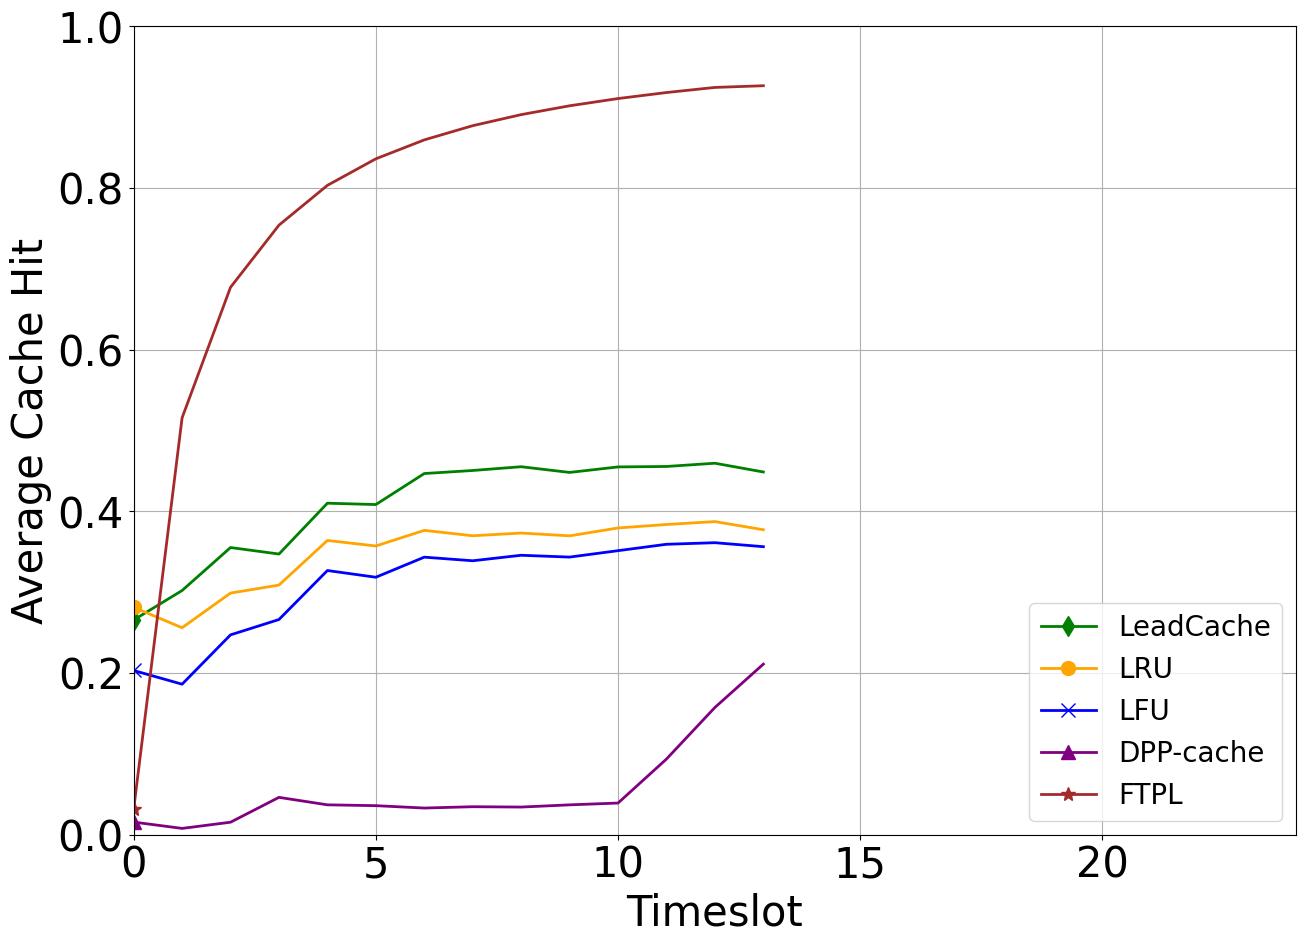 1.0
0.8
0.6
0.4
0.2
0.0
Average Cache Hit
0 5 10 15 20
Timeslot
LeadCache
LRU
LFU
DPP-cache
FTPL